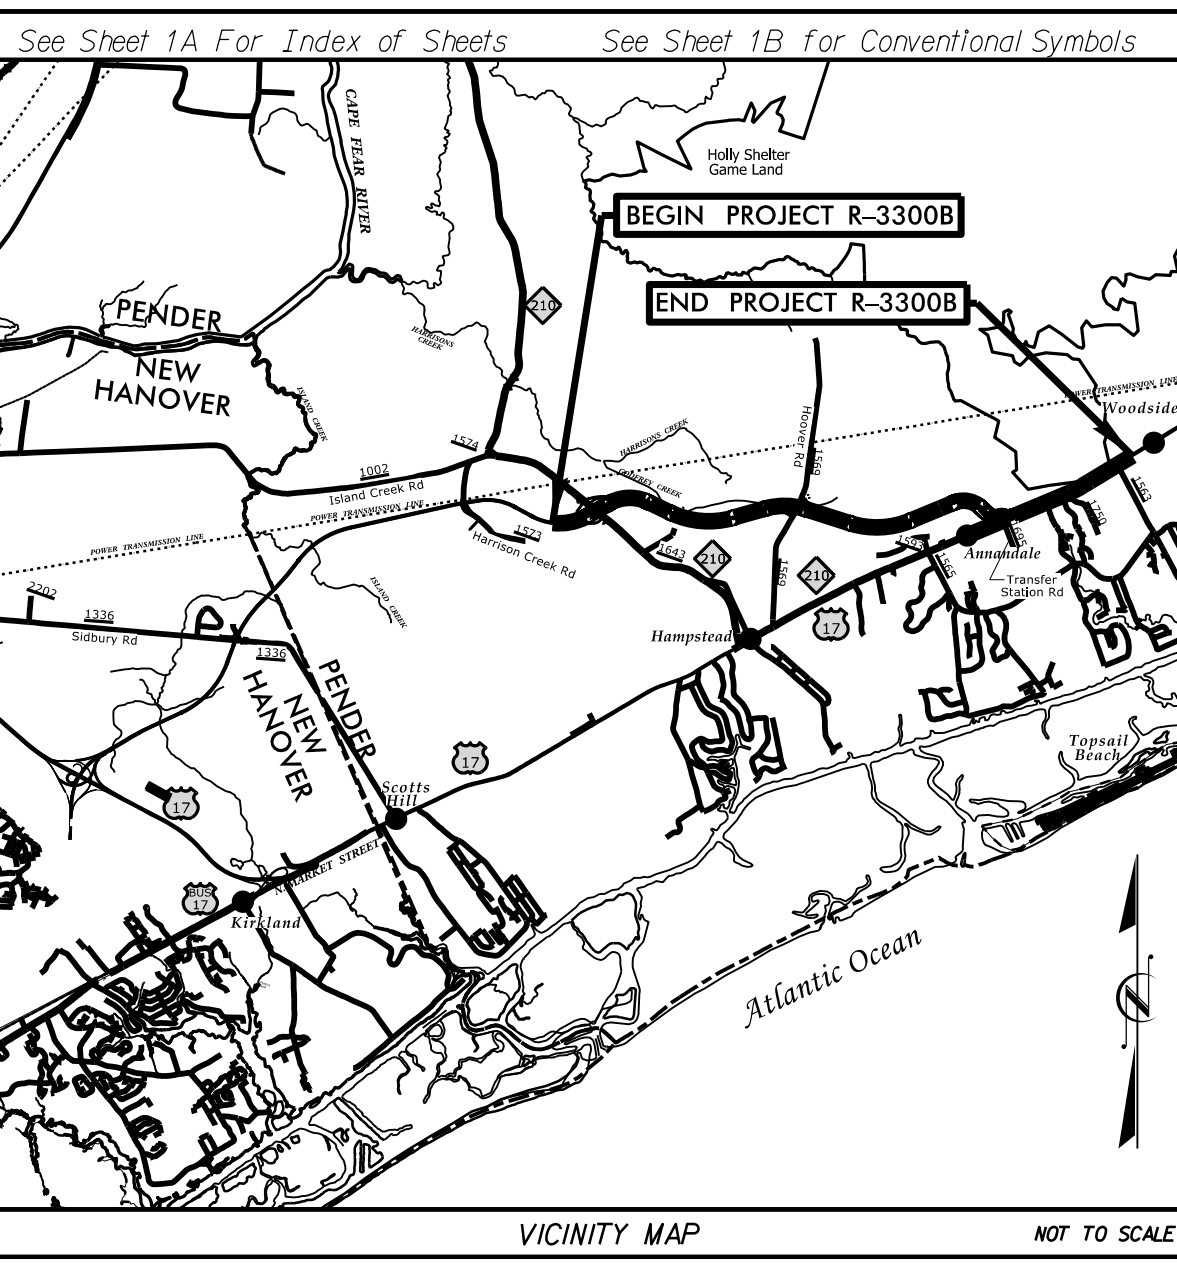 See Sheet 1A For Index of Sheets
See Sheet 1B for Conventional Symbols
CAPE FEAR RIVER
Holly Shelter
Game Land
BEGIN PROJECT R-3300B
END PROJECT R-3300B
210
PENDER
NEW
HANOVER
HARRISONS
CREEK
ISLAND CREEK
POWER TRANSMISSION LINE
Woodside
Hoover Rd
1569
HARRISONS CREEK
GODFREY CREEK
1574
1002
Island Creek Rd
POWER TRANSMISSION LINE
1573
Harrison Creek Rd
1563
1750
1695
POWER TRANSMISSION LINE
1643
210
1569
210
1593
1565
Annandale
Transfer
Station Rd
2202
1336
Sidbury Rd
1336
ISLAND CREEK
17
Hampstead
PENDER
NEW
HANOVER
17
Topsail
Beach
17
Scotts
Hill
N. MARKET STREET
BUS
17
Kirkland
Atlantic Ocean
N
VICINITY MAP
NOT TO SCALE